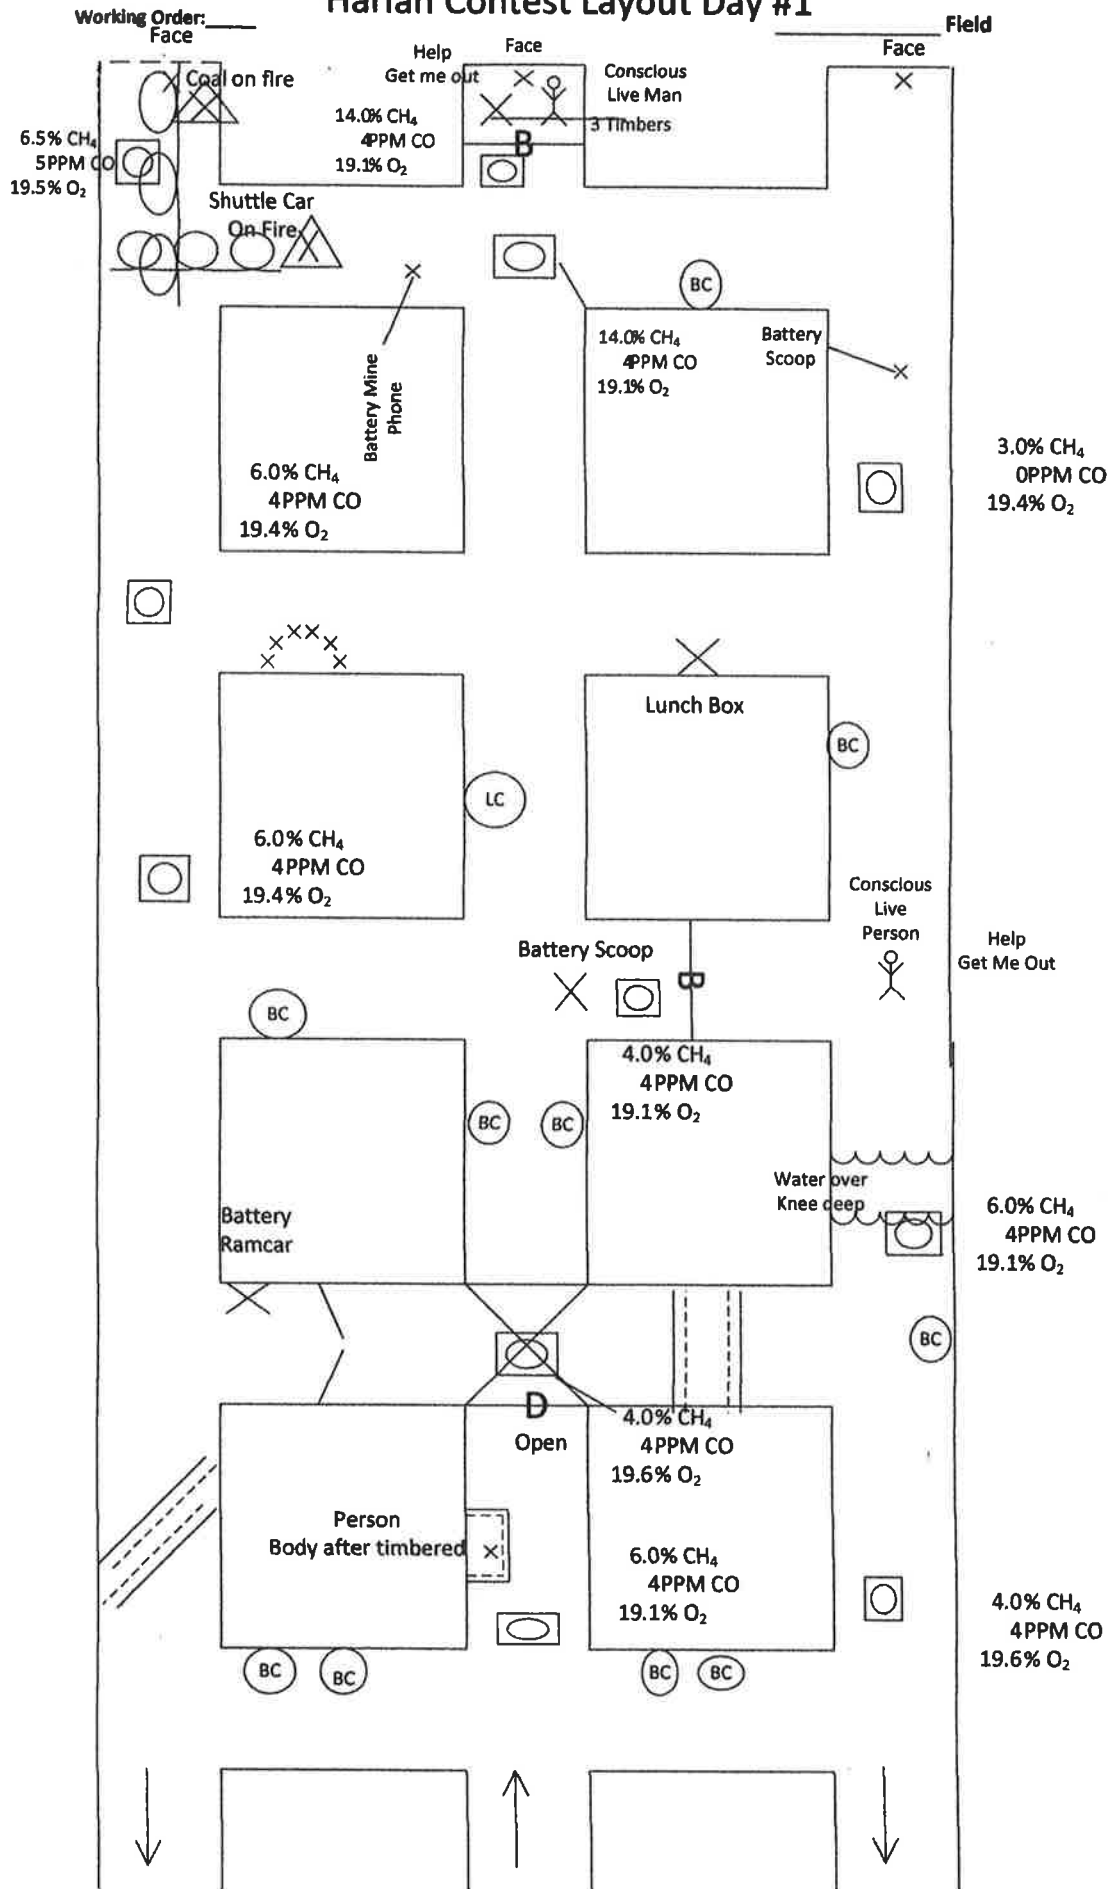 Harlan Contest Layout Day #1
Working Order:_____
__________Field
Face
Help
Get me out
Face
Face
Coal on fire
Conscious
Live Man
3 Timbers
14.0% CH₄
4PPM CO
19.1% O₂
B
6.5% CH₄
5PPM CO
19.5% O₂
Shuttle Car
On Fire
BC
Battery Mine
Phone
14.0% CH₄
4PPM CO
19.1% O₂
Battery
Scoop
6.0% CH₄
4PPM CO
19.4% O₂
3.0% CH₄
0PPM CO
19.4% O₂
Lunch Box
BC
LC
6.0% CH₄
4PPM CO
19.4% O₂
Conscious
Live
Person
Help
Get Me Out
Battery Scoop
B
BC
4.0% CH₄
4PPM CO
19.1% O₂
BC
BC
Water over
Knee deep
6.0% CH₄
4PPM CO
19.1% O₂
Battery
Ramcar
BC
D
Open
4.0% CH₄
4PPM CO
19.6% O₂
Person
Body after timbered
6.0% CH₄
4PPM CO
19.1% O₂
4.0% CH₄
4PPM CO
19.6% O₂
BC
BC
BC
BC